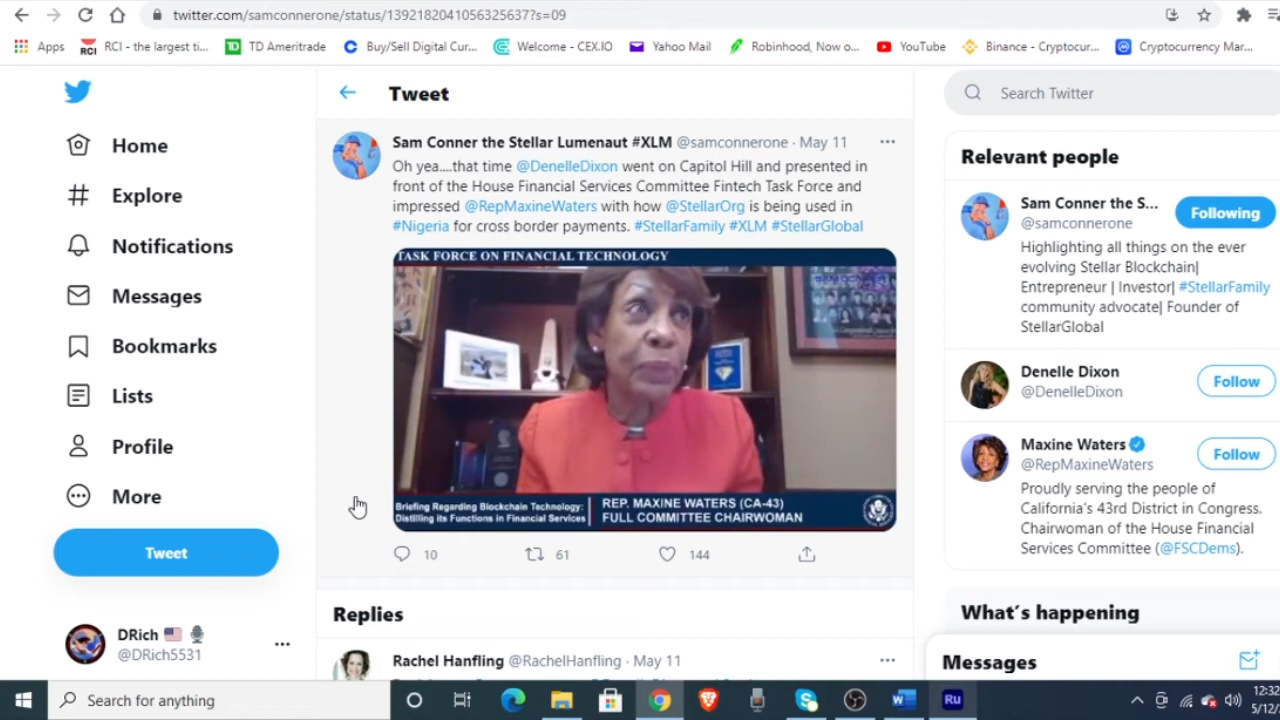 twitter.com/samconnerone/status/1392182041056325637?s=09
Apps RCI - the largest ti... TD Ameritrade Buy/Sell Digital Cur... Welcome - CEX.IO Yahoo Mail Robinhood, Now o... YouTube Binance - Cryptocur... Cryptocurrency Mar...
Home
Explore
Notifications
Messages
Bookmarks
Lists
Profile
More
Tweet
DRich
@DRich5531
Tweet
Sam Conner the Stellar Lumenaut #XLM @samconnerone · May 11
Oh yea....that time @DenelleDixon went on Capitol Hill and presented in
front of the House Financial Services Committee Fintech Task Force and
impressed @RepMaxineWaters with how @StellarOrg is being used in
#Nigeria for cross border payments. #StellarFamily #XLM #StellarGlobal
TASK FORCE ON FINANCIAL TECHNOLOGY
Briefing Regarding Blockchain Technology:
Distilling its Functions in Financial Services
REP. MAXINE WATERS (CA-43)
FULL COMMITTEE CHAIRWOMAN
10 61 144
Replies
Rachel Hanfling @RachelHanfling · May 11
Search Twitter
Relevant people
Sam Conner the S...
@samconnerone
Following
Highlighting all things on the ever
evolving Stellar Blockchain|
Entrepreneur | Investor| #StellarFamily
community advocate| Founder of
StellarGlobal
Denelle Dixon
@DenelleDixon
Follow
Maxine Waters
@RepMaxineWaters
Follow
Proudly serving the people of
California's 43rd District in Congress.
Chairwoman of the House Financial
Services Committee (@FSCDems).
What's happening
Messages
Search for anything
Ru
12:32
5/12/